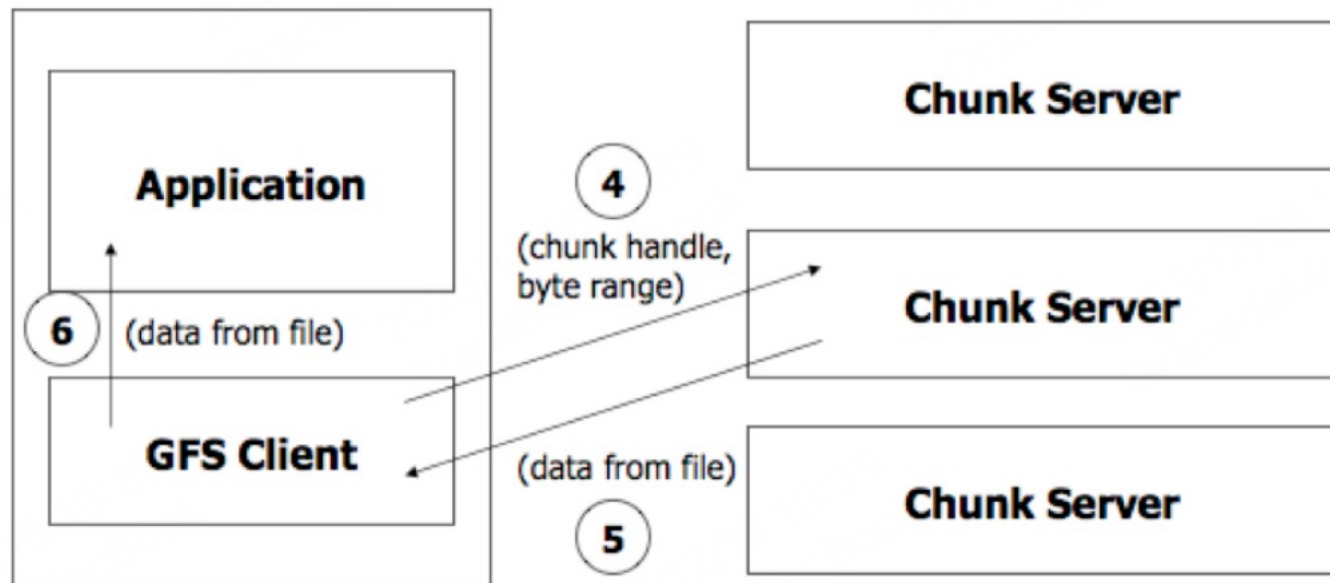 Chunk Server
Application
4
(chunk handle,
byte range)
Chunk Server
6
(data from file)
GFS Client
(data from file)
Chunk Server
5